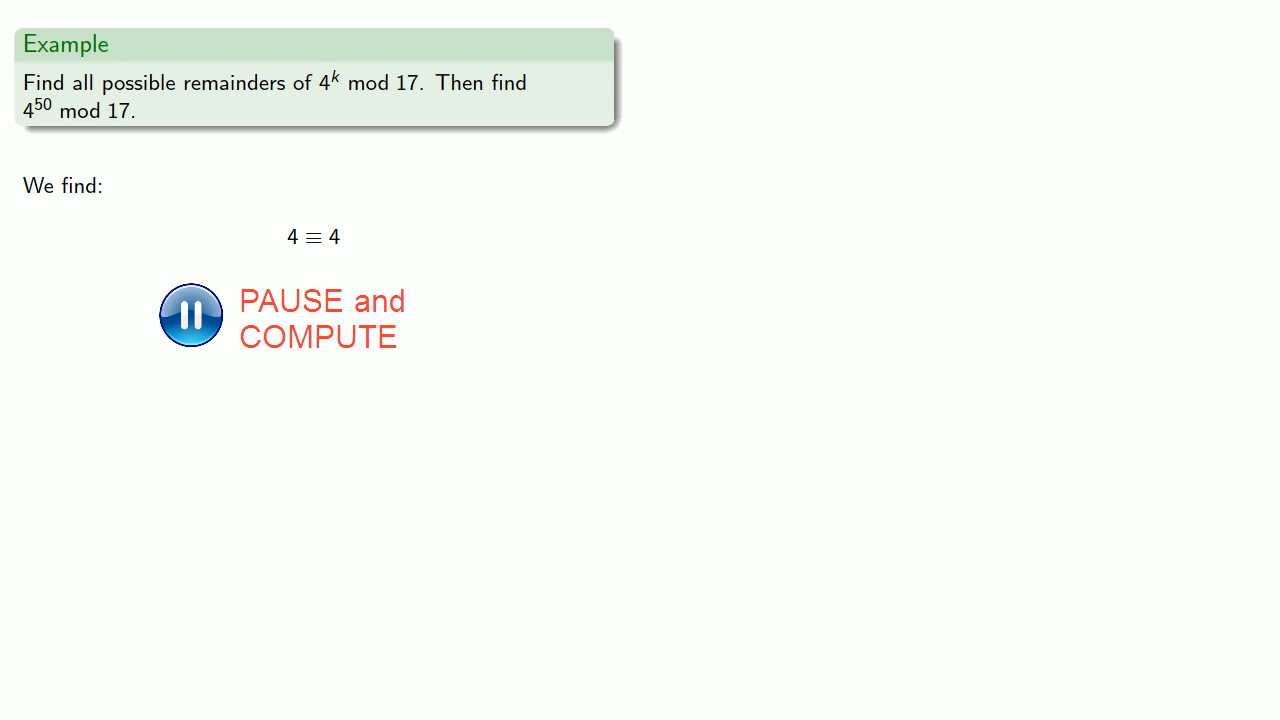 Example
Find all possible remainders of 4^k mod 17. Then find
4^50 mod 17.
We find:
4 ≡ 4
PAUSE and
COMPUTE